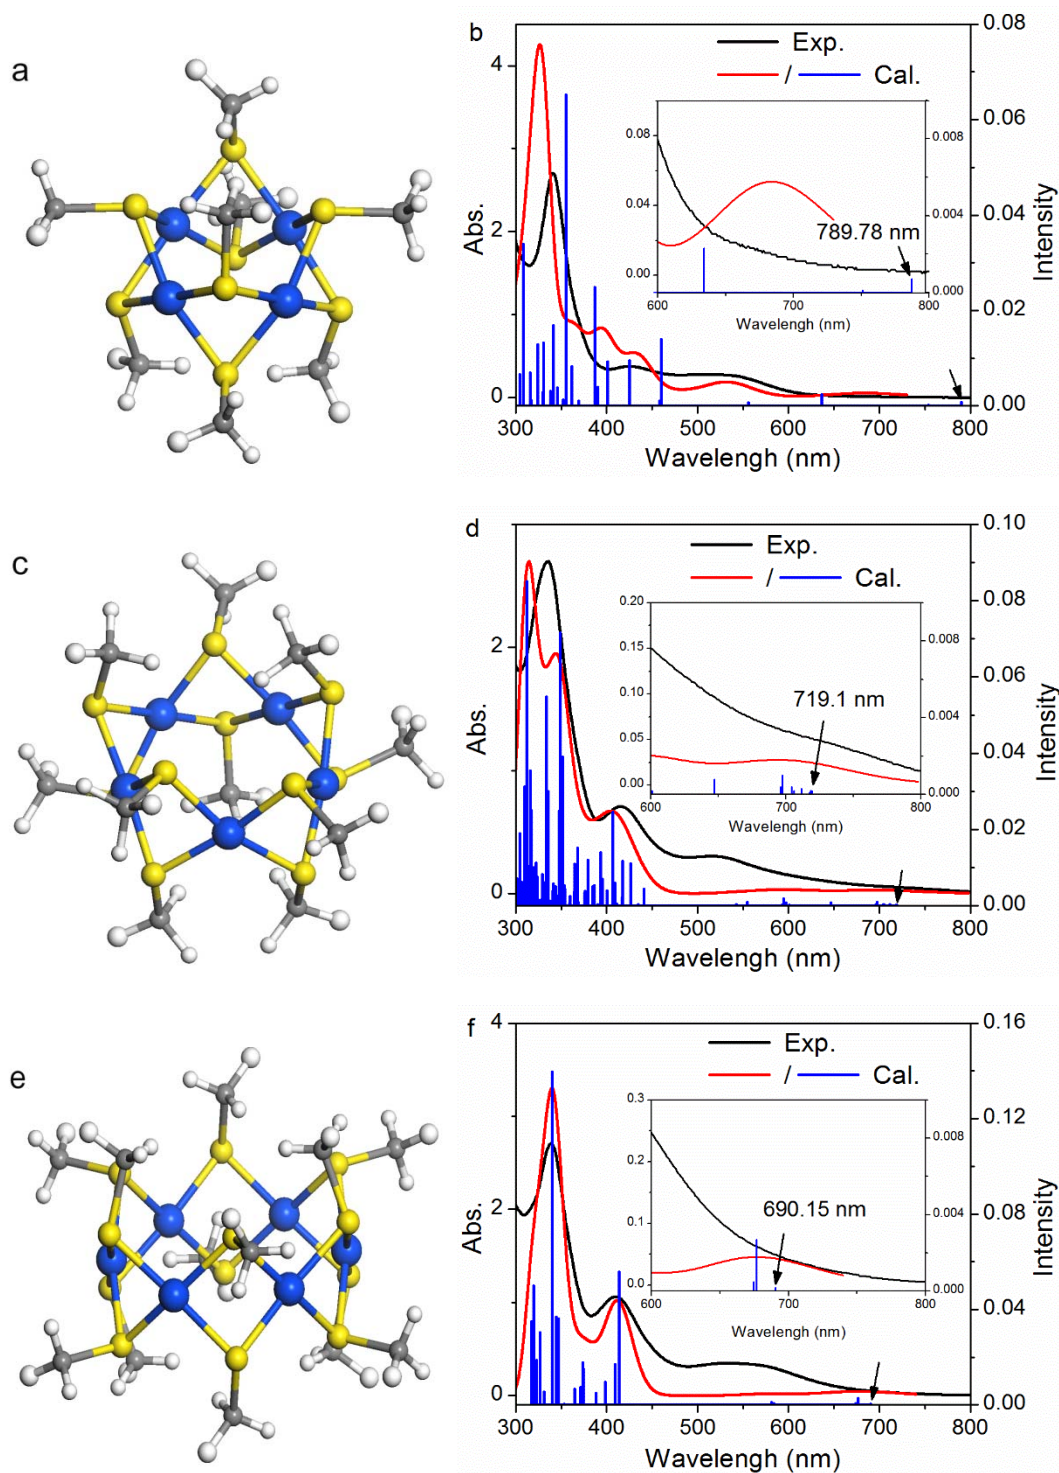 a
b
Exp.
/ Cal.
4
2
0
Abs.
0.08
0.06
0.04
0.02
0.00
Intensity
300 400 500 600 700 800
Wavelengh (nm)
0.08
0.04
0.00
0.008
0.004
0.000
789.78 nm
600 700 800
Wavelengh (nm)
c
d
Exp.
/ Cal.
2
0
Abs.
0.10
0.08
0.06
0.04
0.02
0.00
Intensity
300 400 500 600 700 800
Wavelengh (nm)
0.20
0.15
0.10
0.05
0.00
0.008
0.004
0.000
719.1 nm
600 700 800
Wavelengh (nm)
e
f
Exp.
/ Cal.
4
2
0
Abs.
0.16
0.12
0.08
0.04
0.00
Intensity
300 400 500 600 700 800
Wavelengh (nm)
0.3
0.2
0.1
0.0
0.008
0.004
0.000
690.15 nm
600 700 800
Wavelengh (nm)